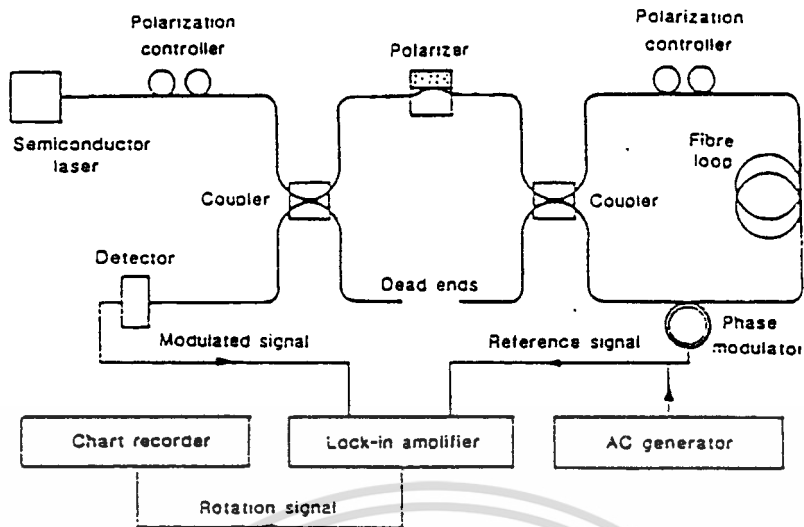 Polarization
controller
Polarizer
Polarization
controller
Semiconductor
laser
Fibre
loop
Coupler
Coupler
Detector
Dead ends
Phase
modulator
Modulated signal
Reference signal
Chart recorder
Lock-in amplifier
AC generator
Rotation signal